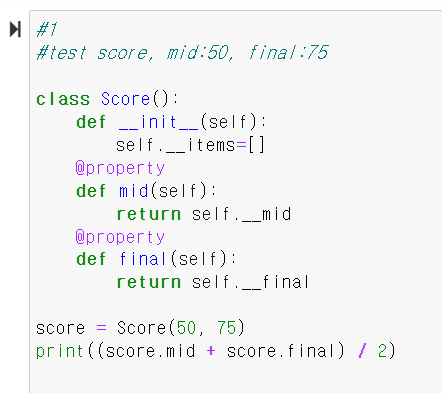 #1
#test score, mid:50, final:75
class Score():
    def __init__(self):
        self.__items=[]
    @property
    def mid(self):
        return self.__mid
    @property
    def final(self):
        return self.__final
score = Score(50, 75)
print((score.mid + score.final) / 2)